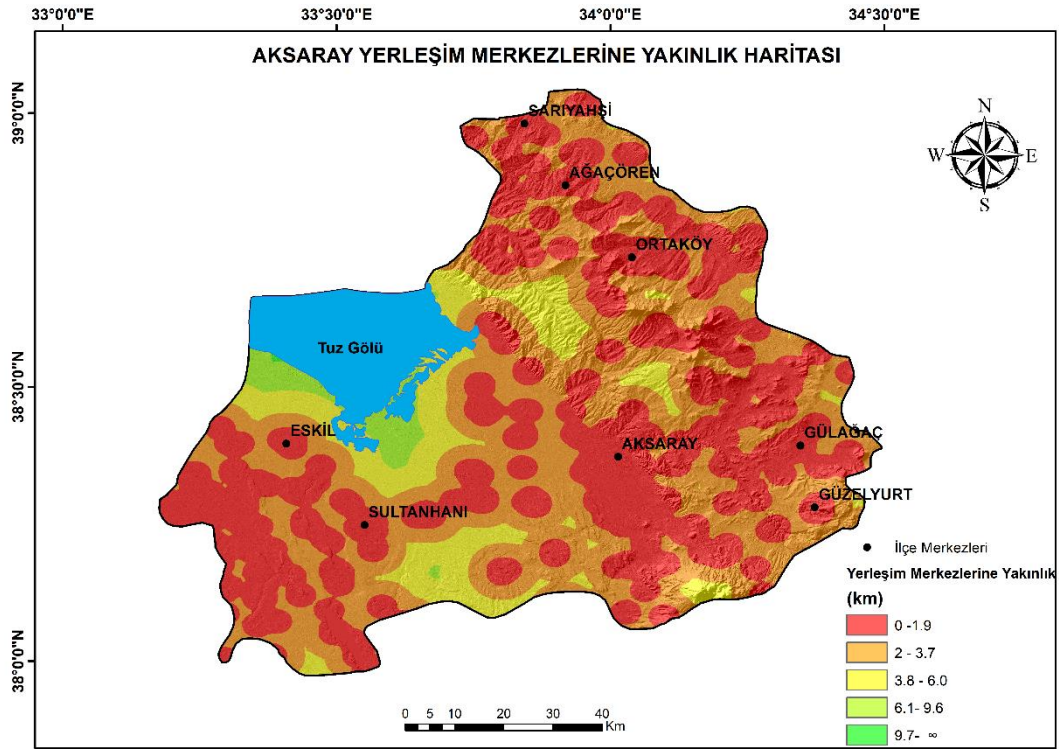 33°0'0"E 33°30'0"E 34°0'0"E 34°30'0"E
AKSARAY YERLEŞİM MERKEZLERİNE YAKINLIK HARİTASI
39°0'0"N
38°30'0"N
38°0'0"N
N
W E
S
SARIYAHŞİ
AĞAÇÖREN
ORTAKÖY
Tuz Gölü
ESKİL
AKSARAY
GÜLAĞAÇ
GÜZELYURT
SULTANHANI
İlçe Merkezleri
Yerleşim Merkezlerine Yakınlık
(km)
0 -1.9
2 - 3.7
3.8 - 6.0
6.1 - 9.6
9.7- ∞
0 5 10 20 30 40
Km